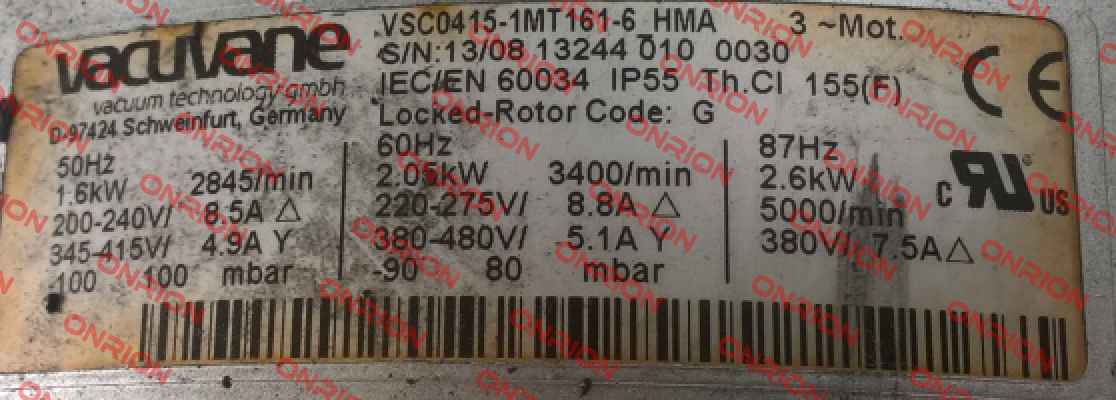 vacuvane
vacuum technology gmbh
D-97424 Schweinfurt, Germany
VSC0415-1MT161-6 HMA 3 ~Mot.
S/N:13/08 13244 010 0030
IEC/EN 60034 IP55 Th.Cl 155(F)
Locked-Rotor Code: G
CE
50Hz
1.6kW 2845/min
200-240V/ 8.5A △
345-415V/ 4.9A Y
-100 100 mbar
60Hz
2.05kW 3400/min
220-275V/ 8.8A △
380-480V/ 5.1A Y
-90 80 mbar
87Hz
2.6kW
5000/min
380V/ 7.5A△
c RU US
ONRION